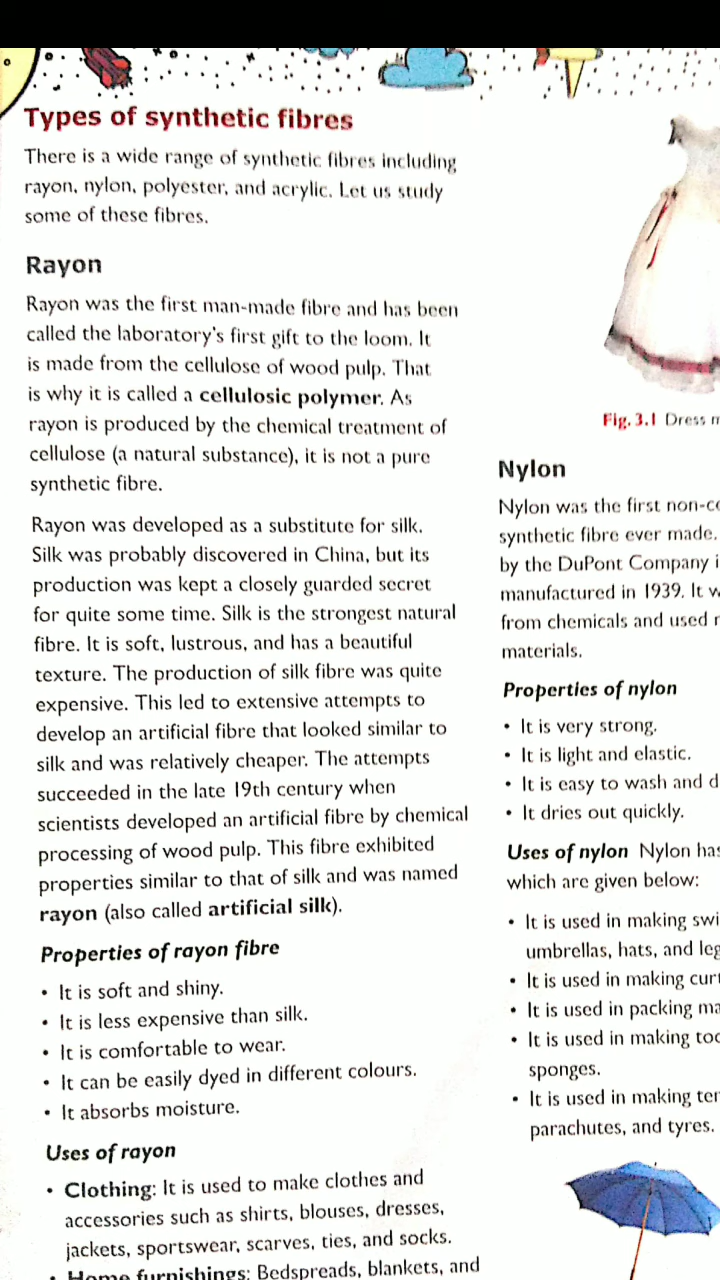 Types of synthetic fibres
There is a wide range of synthetic fibres including
rayon, nylon, polyester, and acrylic. Let us study
some of these fibres.
Rayon
Rayon was the first man-made fibre and has been
called the laboratory's first gift to the loom. It
is made from the cellulose of wood pulp. That
is why it is called a cellulosic polymer. As
rayon is produced by the chemical treatment of
cellulose (a natural substance), it is not a pure
synthetic fibre.
Rayon was developed as a substitute for silk.
Silk was probably discovered in China, but its
production was kept a closely guarded secret
for quite some time. Silk is the strongest natural
fibre. It is soft, lustrous, and has a beautiful
texture. The production of silk fibre was quite
expensive. This led to extensive attempts to
develop an artificial fibre that looked similar to
silk and was relatively cheaper. The attempts
succeeded in the late 19th century when
scientists developed an artificial fibre by chemical
processing of wood pulp. This fibre exhibited
properties similar to that of silk and was named
rayon (also called artificial silk).
Properties of rayon fibre
• It is soft and shiny.
• It is less expensive than silk.
• It is comfortable to wear.
• It can be easily dyed in different colours.
• It absorbs moisture.
Uses of rayon
• Clothing: It is used to make clothes and
accessories such as shirts, blouses, dresses,
jackets, sportswear, scarves, ties, and socks.
• Home furnishings: Bedspreads, blankets, and
Fig. 3.1 Dress
Nylon
Nylon was the first
synthetic fibre ever made.
by the DuPont Company
manufactured in 1939. It
from chemicals and used
materials.
Properties of nylon
• It is very strong.
• It is light and elastic.
• It is easy to wash and
• It dries out quickly.
Uses of nylon Nylon has
which are given below:
• It is used in making
umbrellas, hats, and
• It is used in making
• It is used in packing
• It is used in making
sponges.
• It is used in making
parachutes, and tyres.